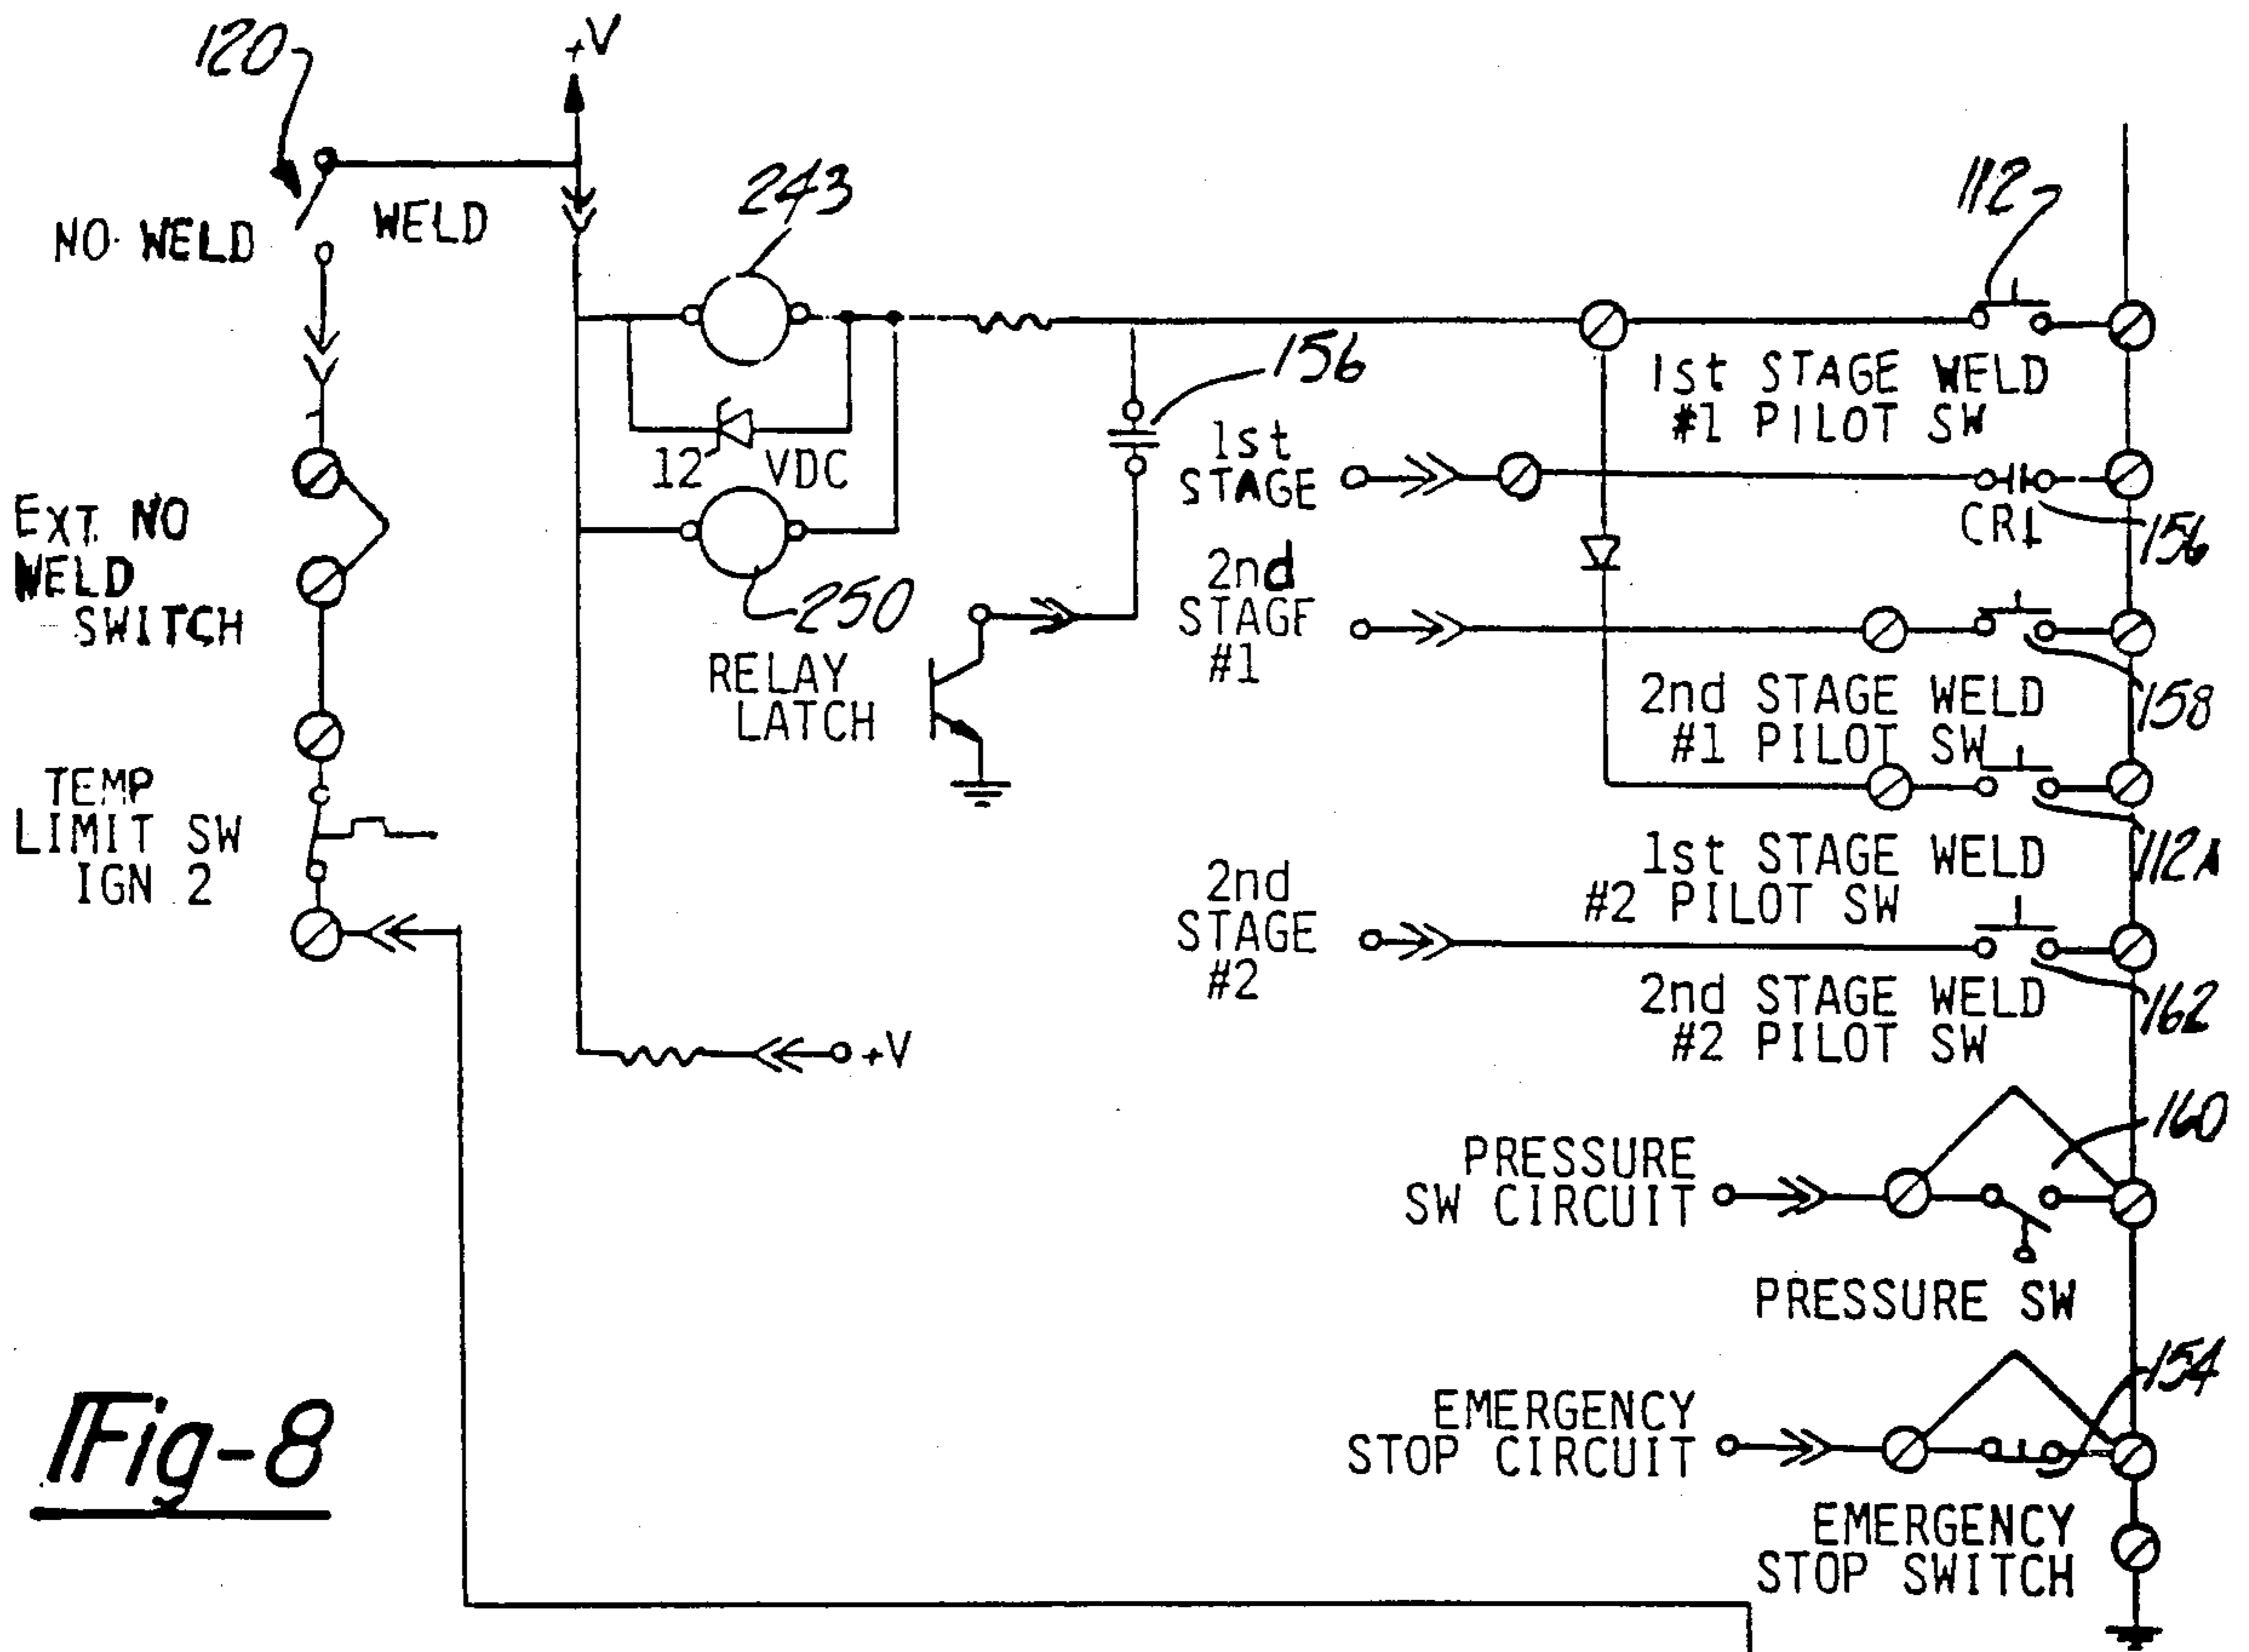 120
+V
NO WELD
WELD
243
112
156
1st STAGE WELD
#1 PILOT SW
12 VDC
1st
STAGE
CR1
156
EXT NO
WELD
SWITCH
250
2nd
STAGE
#1
RELAY
LATCH
2nd STAGE WELD
#1 PILOT SW
158
TEMP
LIMIT SW
IGN 2
1st STAGE WELD
#2 PILOT SW
112A
2nd
STAGE
#2
2nd STAGE WELD
#2 PILOT SW
162
+V
160
PRESSURE
SW CIRCUIT
PRESSURE SW
154
EMERGENCY
STOP CIRCUIT
EMERGENCY
STOP SWITCH
Fig-8